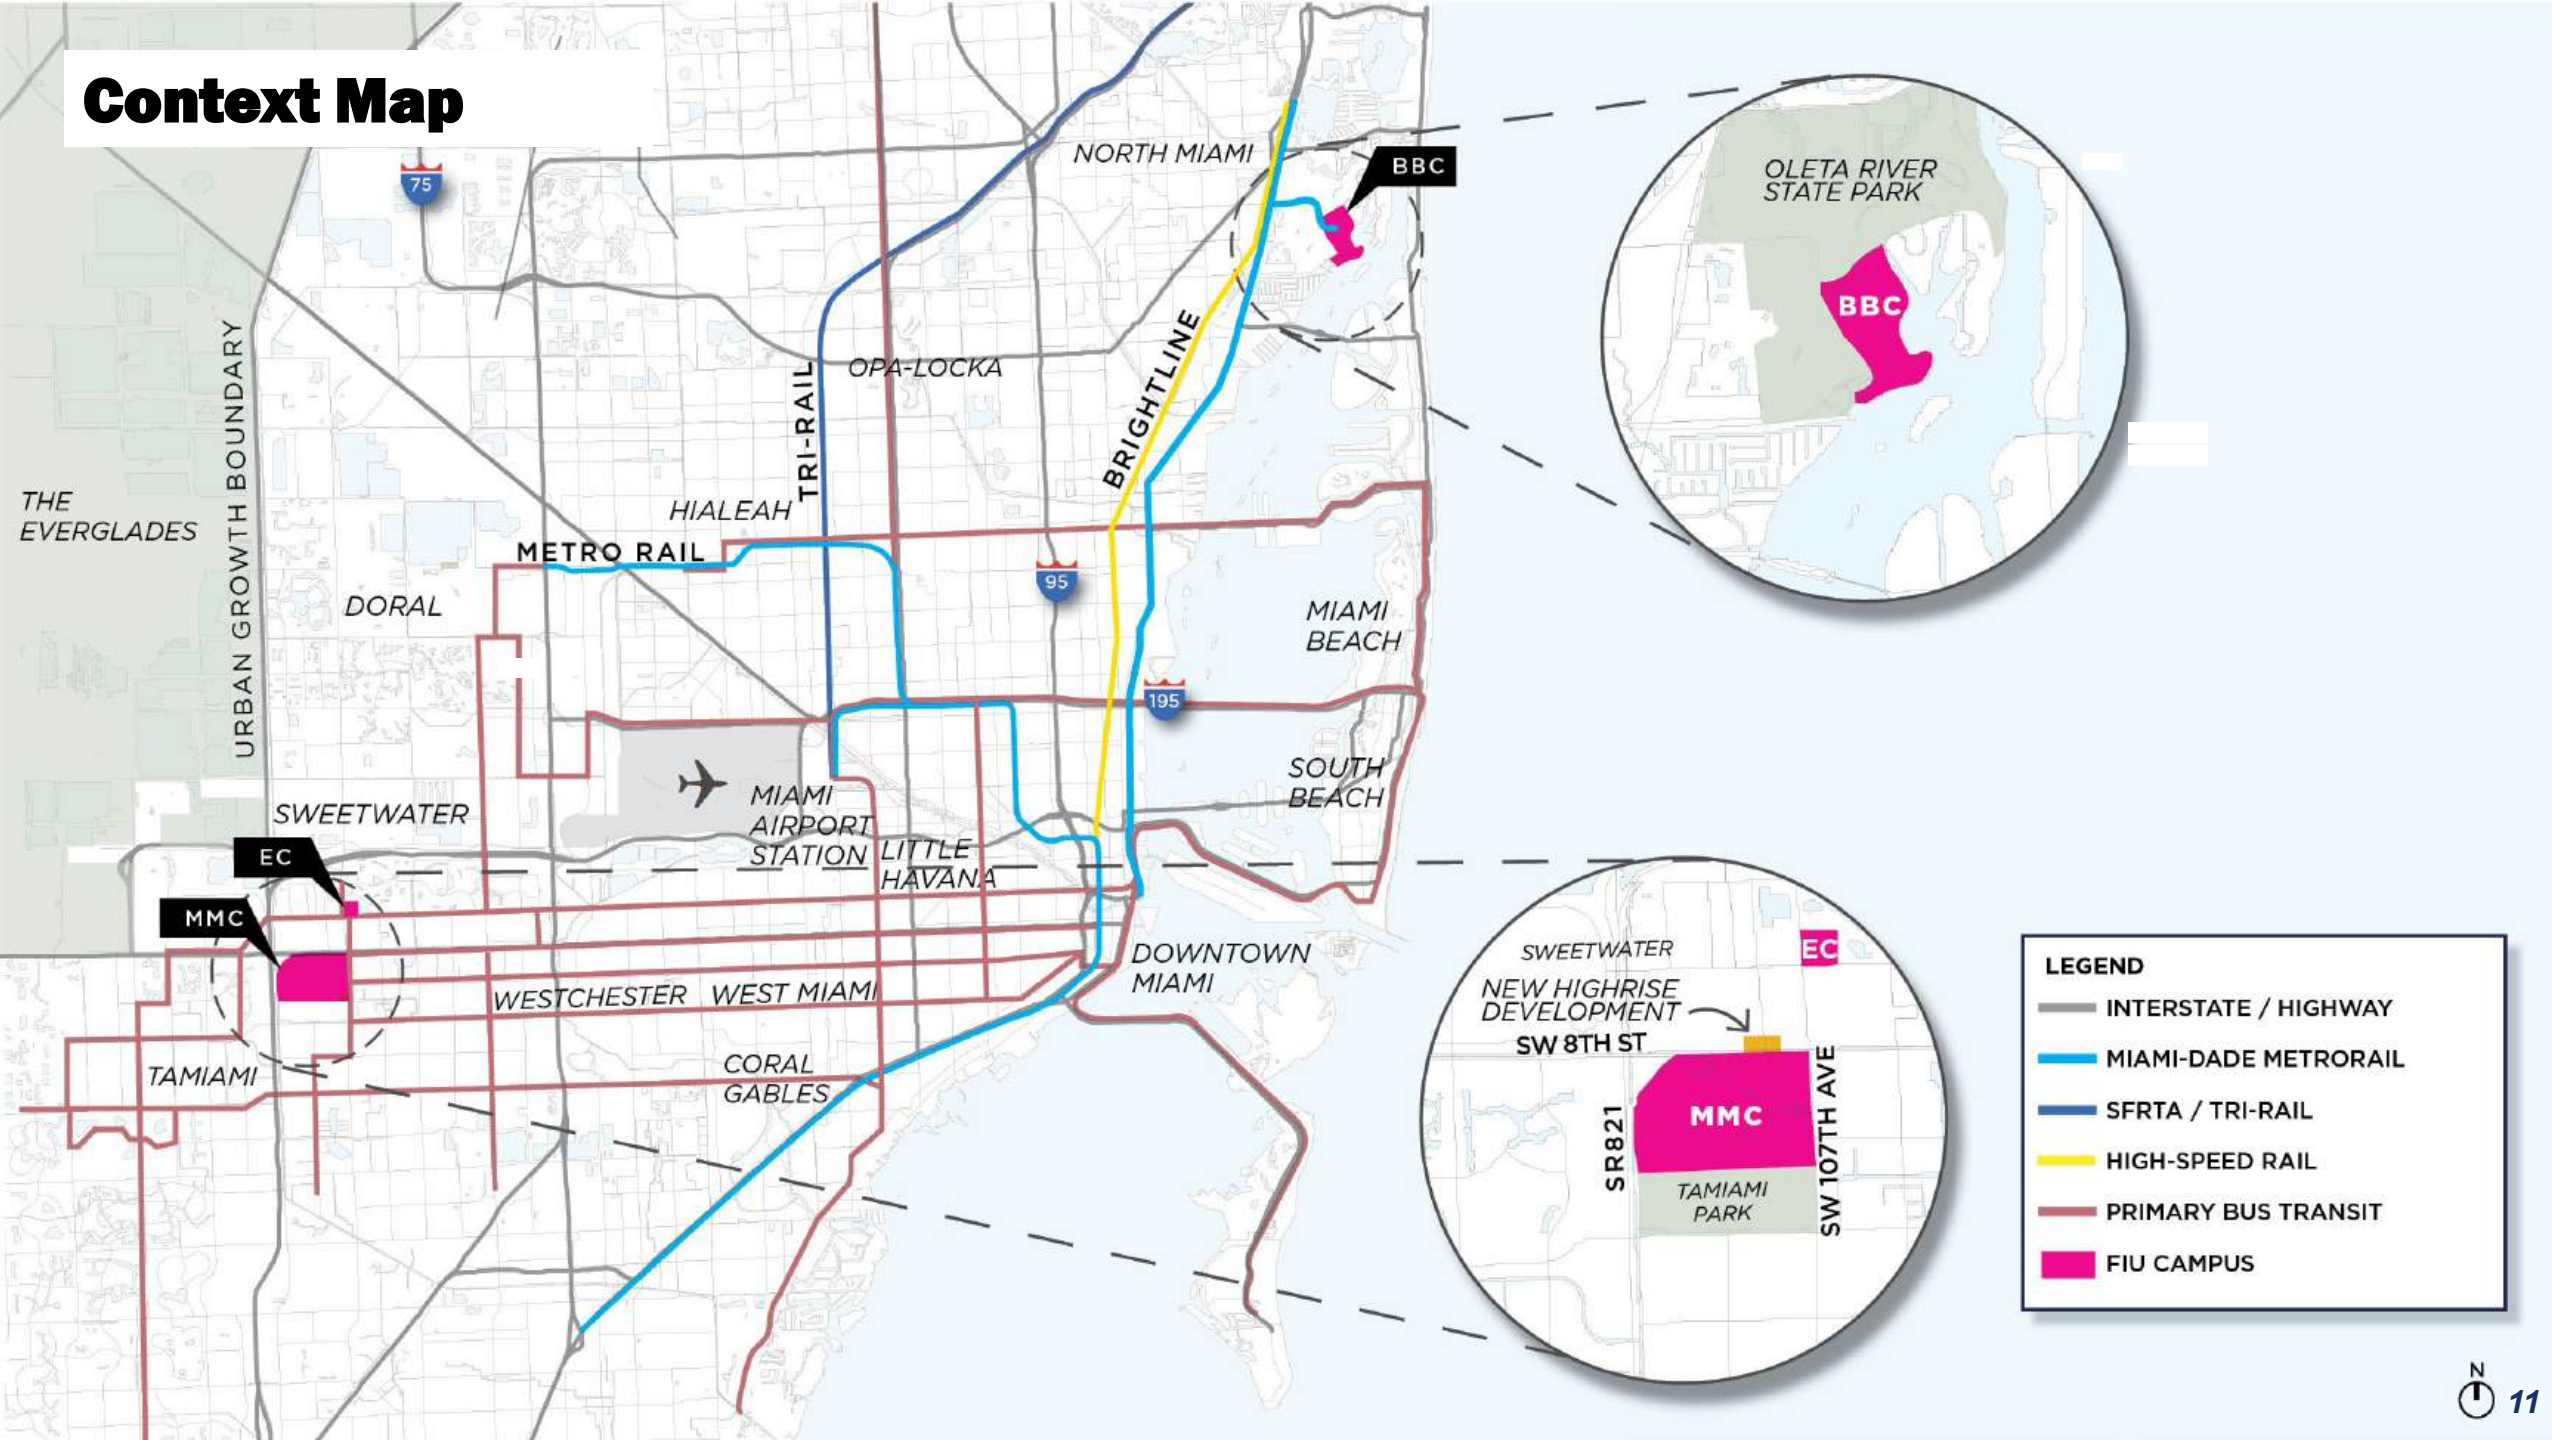 Context Map
75
NORTH MIAMI
BBC
OLETA RIVER
STATE PARK
BBC
URBAN GROWTH BOUNDARY
TRI-RAIL
OPA-LOCKA
BRIGHTLINE
THE
EVERGLADES
HIALEAH
METRO RAIL
95
DORAL
MIAMI
BEACH
195
SOUTH
BEACH
MIAMI
AIRPORT
STATION
SWEETWATER
LITTLE
HAVANA
EC
MMC
DOWNTOWN
MIAMI
WESTCHESTER
WEST MIAMI
CORAL
GABLES
TAMIAMI
SWEETWATER
EC
NEW HIGHRISE
DEVELOPMENT
SW 8TH ST
SR821
MMC
SW 107TH AVE
TAMIAMI
PARK
LEGEND
INTERSTATE / HIGHWAY
MIAMI-DADE METRORAIL
SFRTA / TRI-RAIL
HIGH-SPEED RAIL
PRIMARY BUS TRANSIT
FIU CAMPUS
N
11